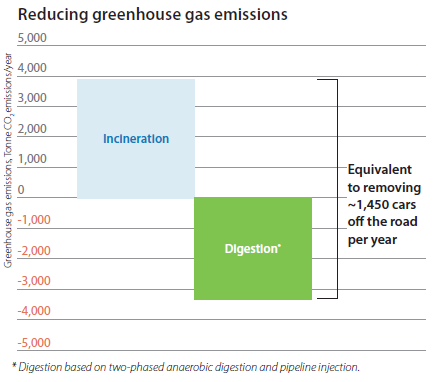 Reducing greenhouse gas emissions
Greenhouse gas emissions, Tonne CO₂ emissions/year
5,000
4,000
3,000
2,000
1,000
0
-1,000
-2,000
-3,000
-4,000
-5,000
Incineration
Digestion*
Equivalent
to removing
~1,450 cars
off the road
per year
* Digestion based on two-phased anaerobic digestion and pipeline injection.